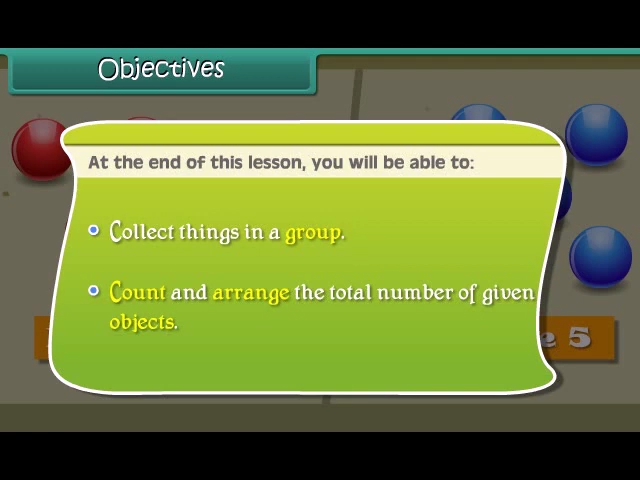 Objectives
At the end of this lesson, you will be able to:
Collect things in a group.
Count and arrange the total number of given
objects.
5